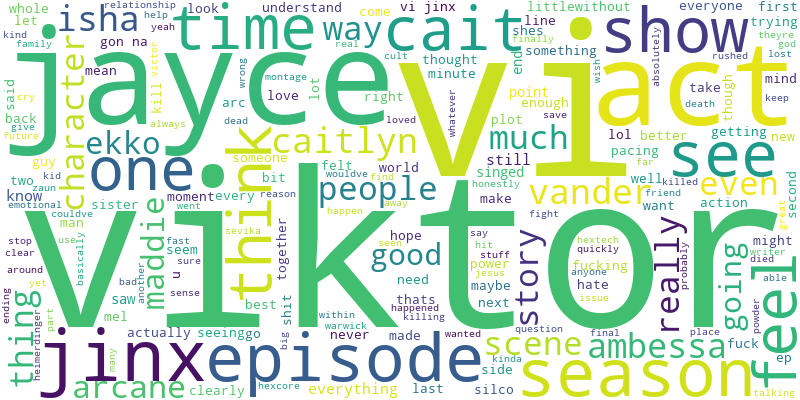 whole
let
isha
relationship
help
yeah
look
time
understand
come
way
vi jinx
cait
line
littlewithout
shes
finally
something
everyone
trying
show
first
theyre
god
lost
kind
family
gon na
mean
real
cult
end
thought
minute
wish
absolutely
rushed
said
back
give
cry
future
jayce
character
kill
victor
always
wrong
montage
lot
arc
love
right
loved
whatever
vi
point
enough
plot
act
though
take
death
mind
keep
guy
ekko
dead
think
someone
caitlyn
much
lol
better
getting
new
still
pacing
far
see
two
kid
zaun
one
felt
world
wouldve
bit
people
find
away
singed
honestly
make
vander
well
killed
friend
want
even
action
second
know
emotional
sister
couldve
moment
every
went
reason
happen
seen
fight
great
man
use
maddie
sevika
together
hope
good
say
hit
stuff
power
jesus
story
hextech
quickly
anyone
fucking
hate
issue
really
probably
going
might
writer
died
able
feel
stop
clear
around
yet
basically
fast
seem
sure
sense
u
need
viktor
thing
part
bad
another
saw
mel
best
shit
big
within
warwick
thats
happened
killing
maybe
next
wanted
question
final
place
powder
fuck
ep
ending
heimerdinger
jinx
many
actually
seeing
go
episode
never
made
scene
kinda
side
ambessa
arcane
clearly
hexcore
everything
last
silco
season
talking